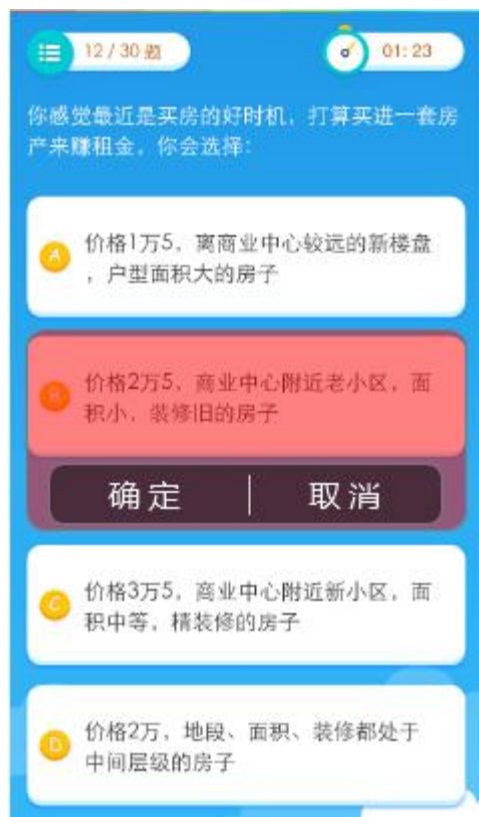 12 / 30 题
01:23
你感觉最近是买房的好时机，打算买进一套房
产来赚租金，你会选择：
A
价格1万5，离商业中心较远的新楼盘
，户型面积大的房子
B
价格2万5，商业中心附近老小区，面
积小，装修旧的房子
确定 | 取消
C
价格3万5，商业中心附近新小区，面
积中等，精装修的房子
D
价格2万，地段、面积、装修都处于
中间层级的房子